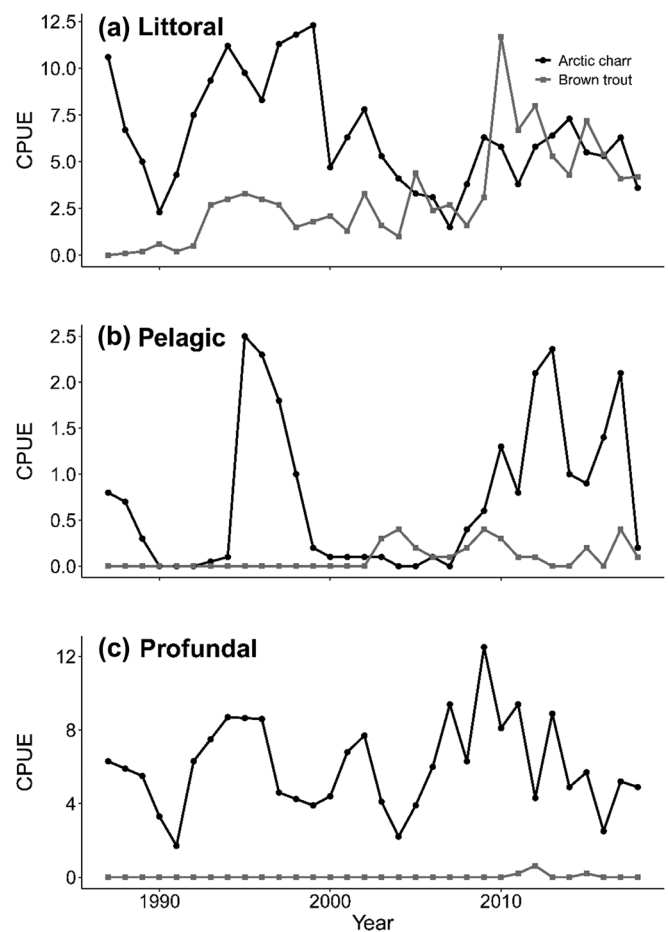 (a) Littoral
12.5
10.0
7.5
5.0
2.5
0.0
CPUE
Arctic charr
Brown trout
(b) Pelagic
2.5
2.0
1.5
1.0
0.5
0.0
CPUE
(c) Profundal
12
8
4
0
CPUE
1990 2000 2010
Year